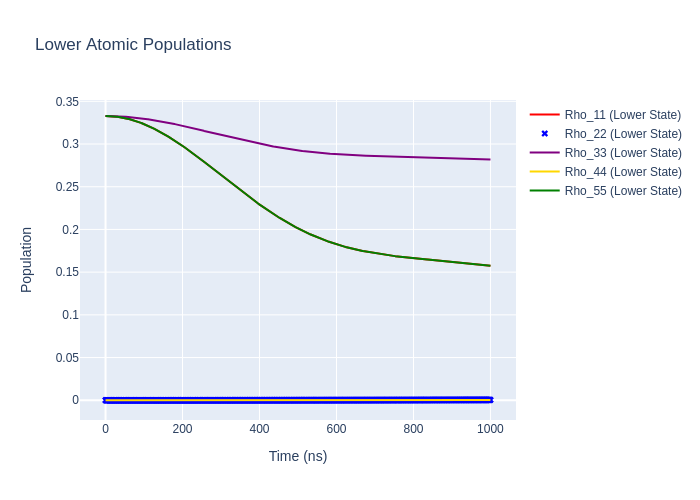 Lower Atomic Populations
0.35
0.3
0.25
0.2
0.15
0.1
0.05
0
Population
0 200 400 600 800 1000
Time (ns)
Rho_11 (Lower State)
Rho_22 (Lower State)
Rho_33 (Lower State)
Rho_44 (Lower State)
Rho_55 (Lower State)